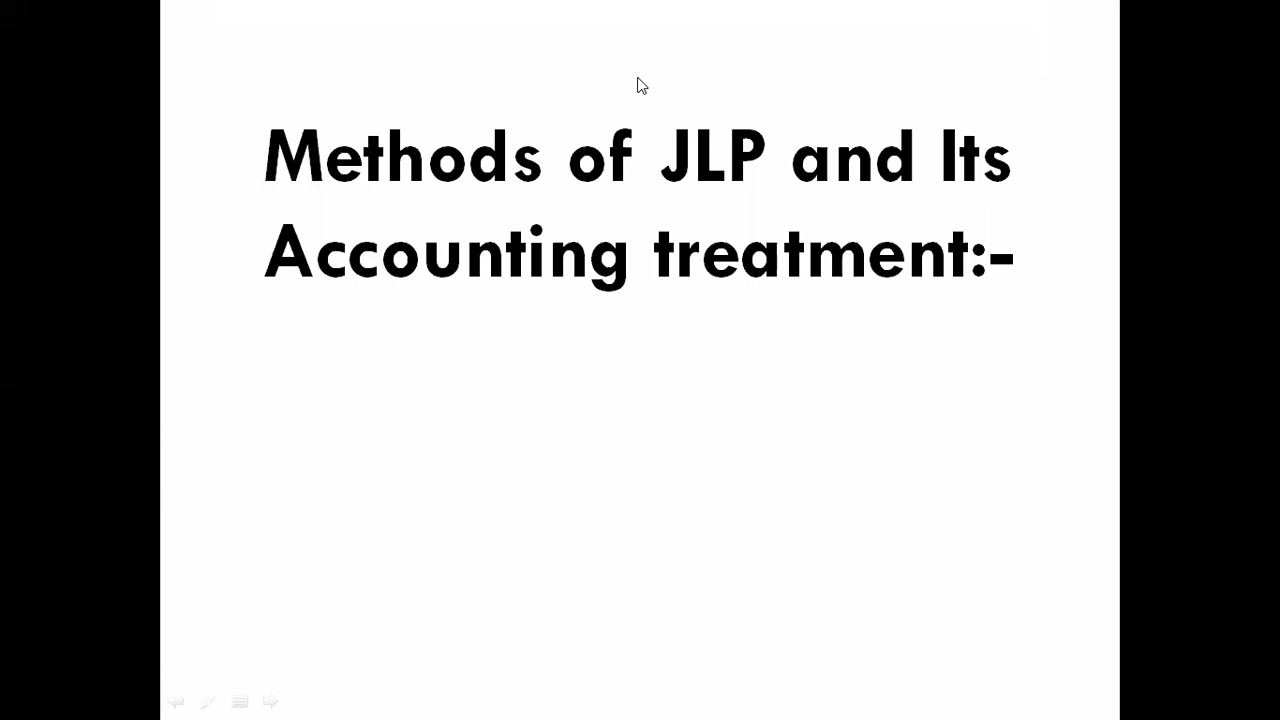 Methods of JLP and Its
Accounting treatment:-